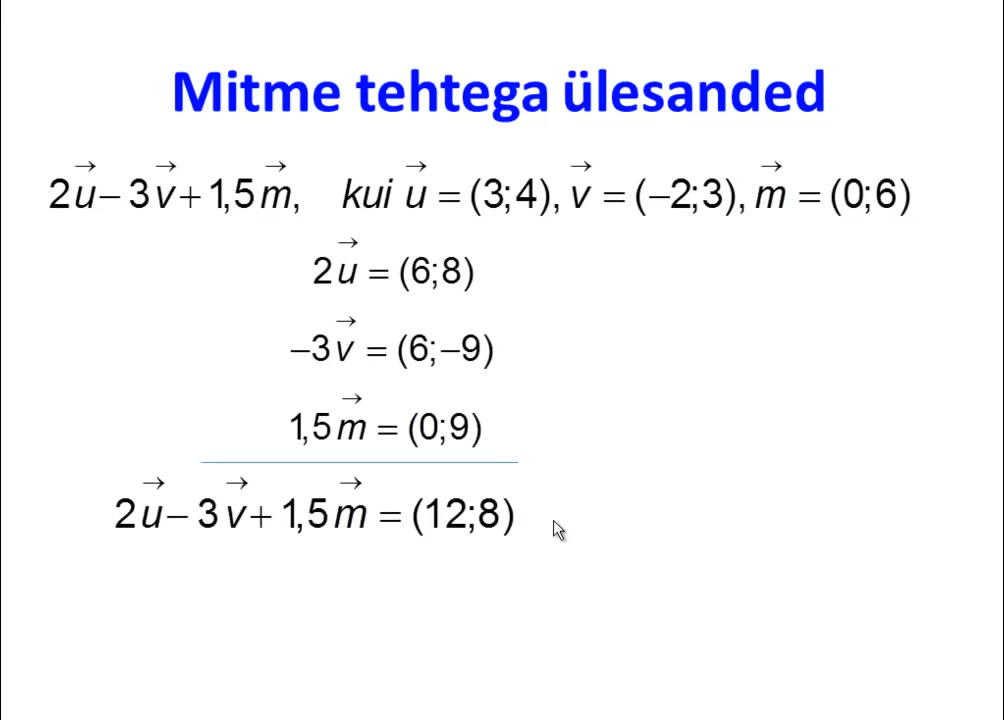 Mitme tehtega ülesanded
2u⃗ − 3v⃗ + 1,5m⃗, kui u⃗ = (3;4), v⃗ = (−2;3), m⃗ = (0;6)
2u⃗ = (6;8)
−3v⃗ = (6;−9)
1,5m⃗ = (0;9)
2u⃗ − 3v⃗ + 1,5m⃗ = (12;8)